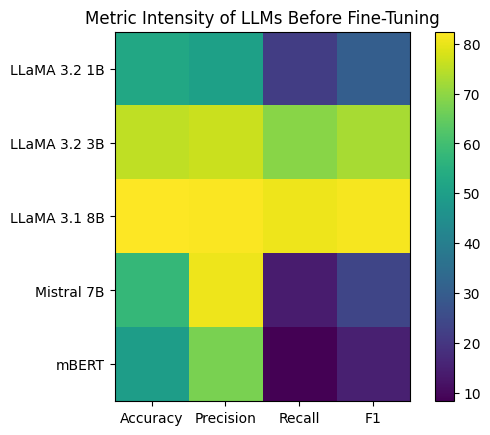 Metric Intensity of LLMs Before Fine-Tuning
LLaMA 3.2 1B
LLaMA 3.2 3B
LLaMA 3.1 8B
Mistral 7B
mBERT
Accuracy Precision Recall F1
80
70
60
50
40
30
20
10